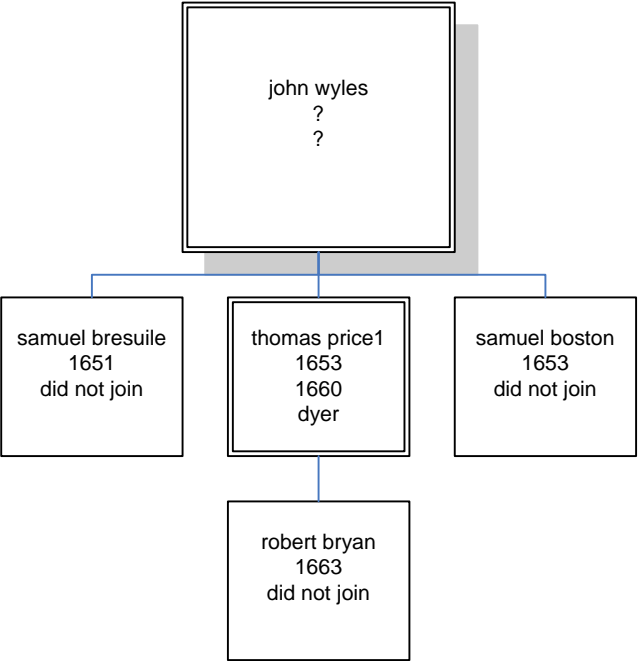 john wyles
?
?
samuel bresuile
1651
did not join
thomas price1
1653
1660
dyer
samuel boston
1653
did not join
robert bryan
1663
did not join